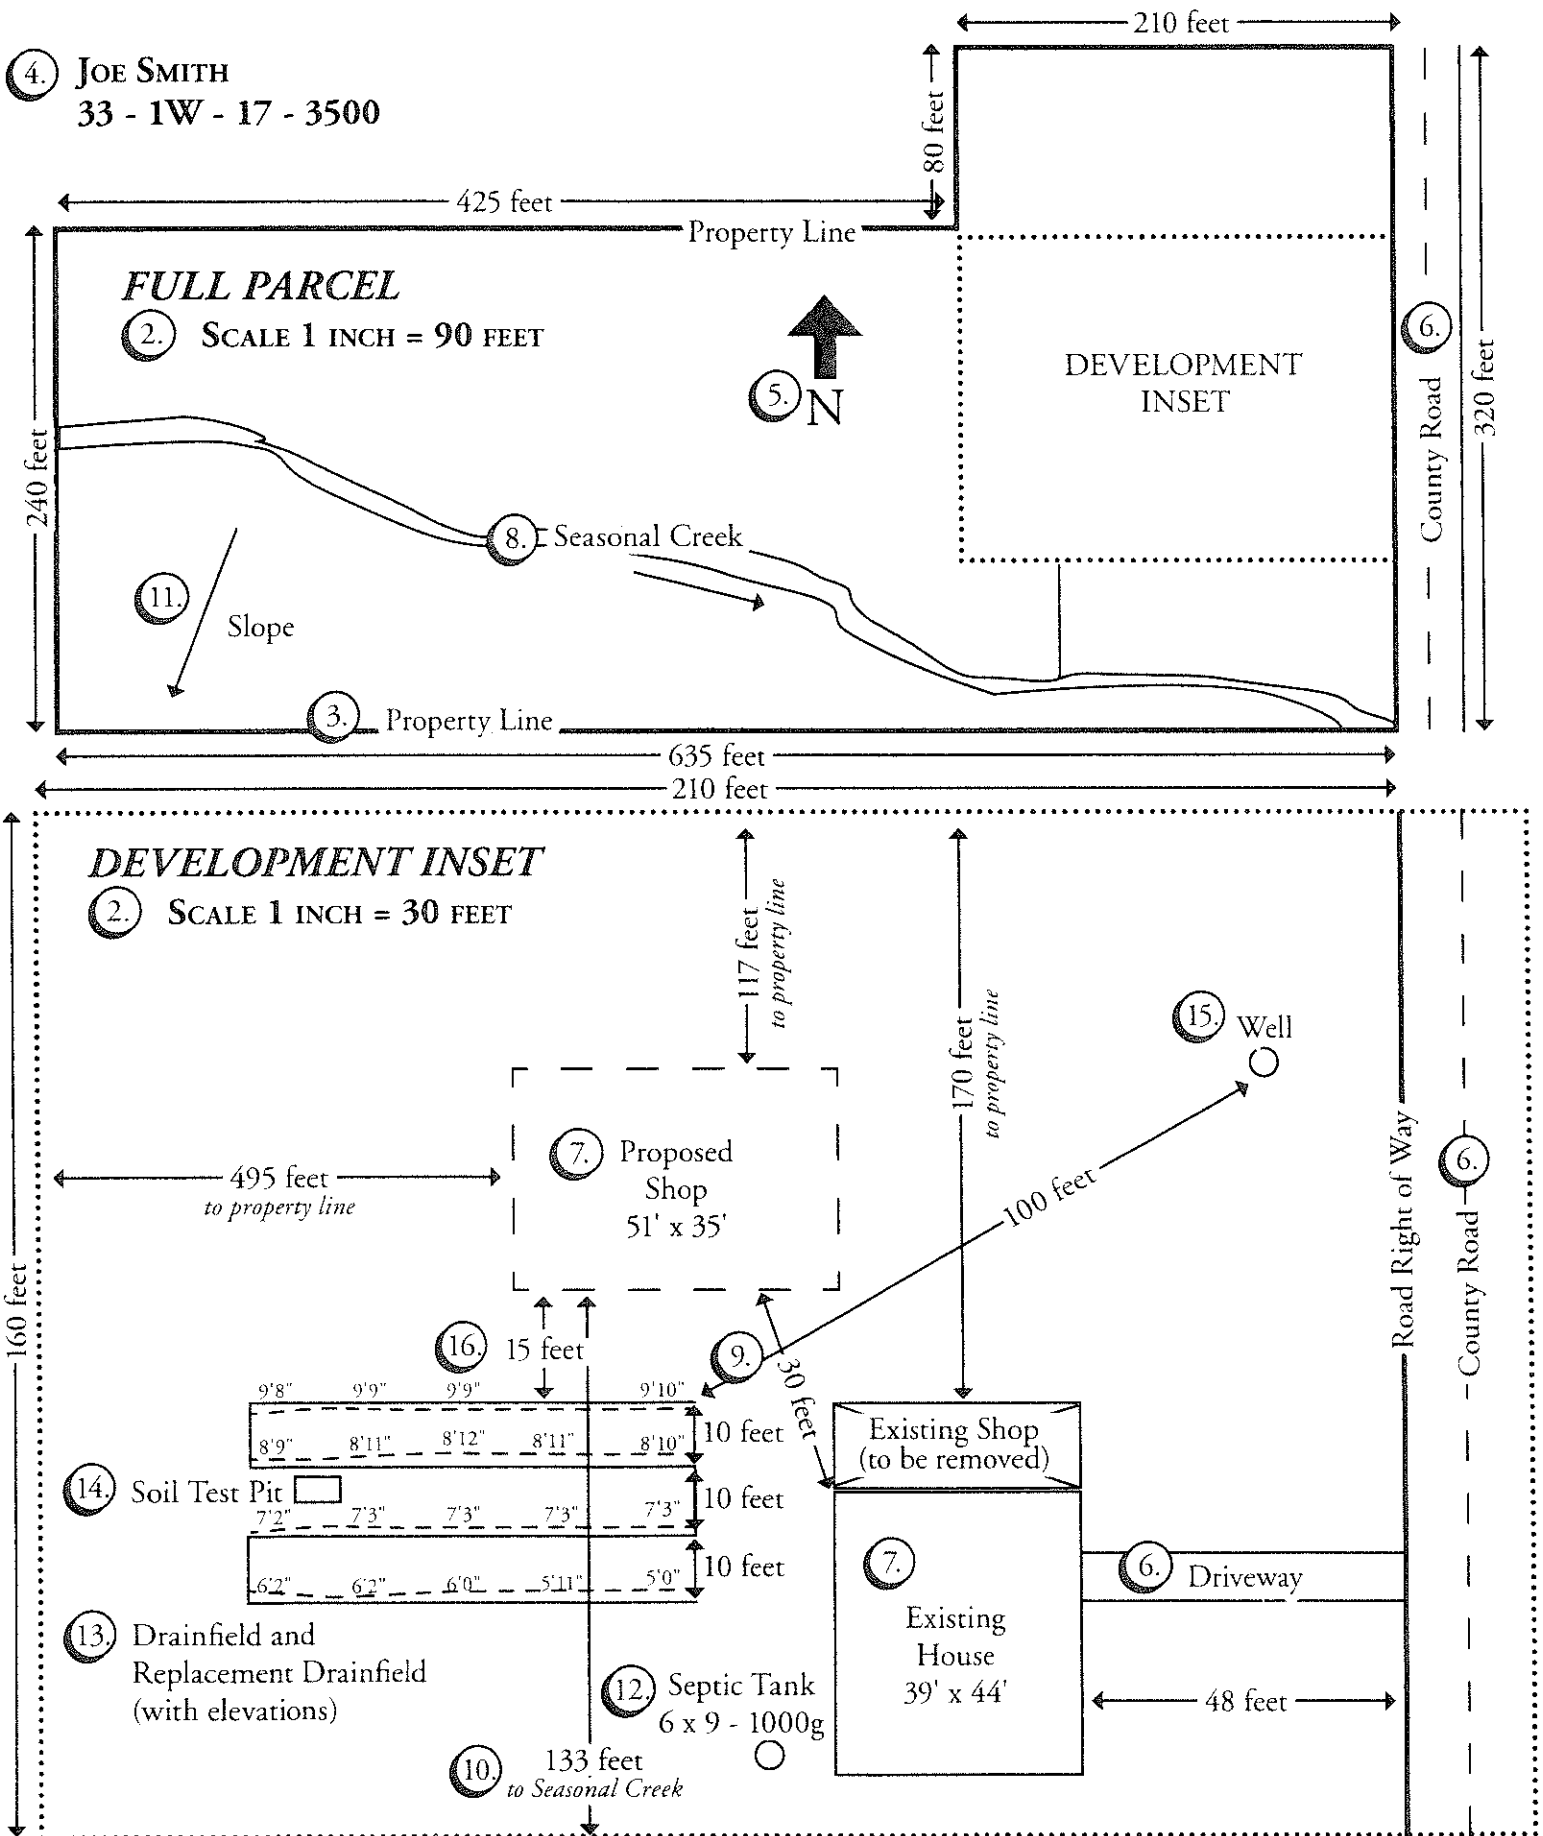 210 feet
4. JOE SMITH
33 - 1W - 17 - 3500
80 feet
425 feet
Property Line
FULL PARCEL
2. SCALE 1 INCH = 90 FEET
5. N
DEVELOPMENT
INSET
6.
County Road
320 feet
240 feet
8. Seasonal Creek
11.
Slope
3. Property Line
635 feet
210 feet
DEVELOPMENT INSET
2. SCALE 1 INCH = 30 FEET
117 feet
to property line
170 feet
to property line
15. Well
7. Proposed
Shop
51' x 35'
495 feet
to property line
100 feet
Road Right of Way
6.
County Road
160 feet
16. 15 feet
9.
30 feet
9'8" 9'9" 9'9" 9'10"
10 feet
8'9" 8'11" 8'12" 8'11" 8'10"
Existing Shop
(to be removed)
14. Soil Test Pit
10 feet
7'2" 7'3" 7'3" 7'3" 7'3"
10 feet
6'2" 6'2" 6'0" 5'11" 5'0"
7.
Existing
House
39' x 44'
6. Driveway
13. Drainfield and
Replacement Drainfield
(with elevations)
12. Septic Tank
6 x 9 - 1000g
48 feet
10. 133 feet
to Seasonal Creek